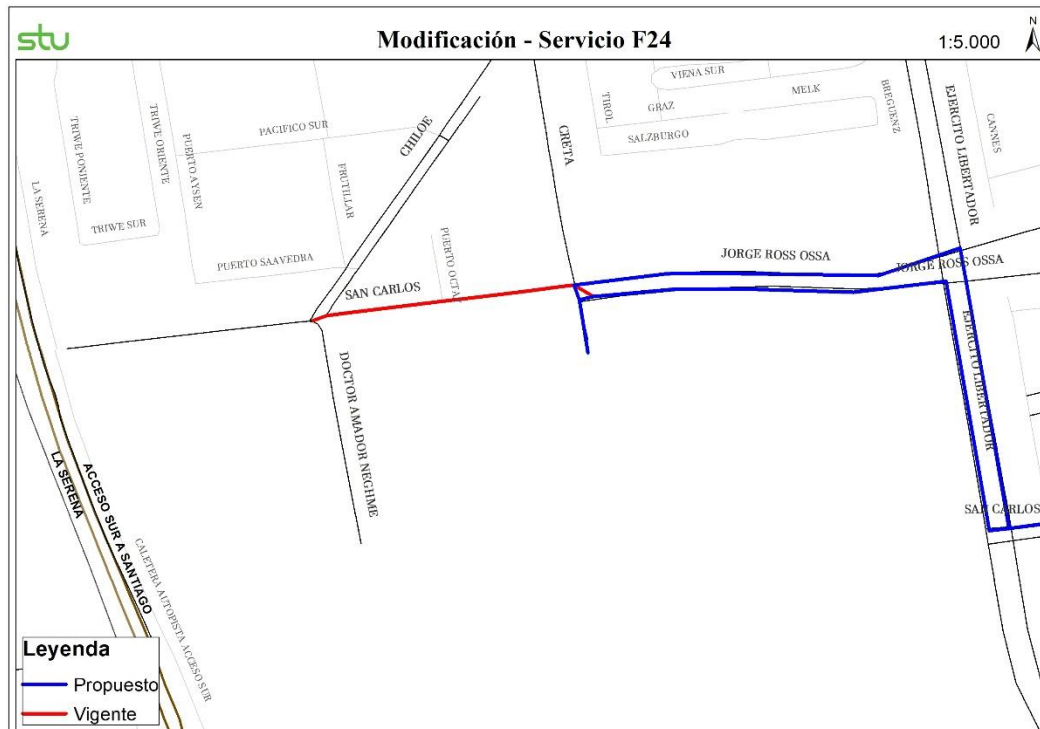 stu
Modificación - Servicio F24
1:5.000
N
VIENA SUR
MELK
GRAZ
TIROL
SALZBURGO
BREGUENZ
EJERCITO LIBERTADOR
CANNES
TRIWE PONIENTE
TRIWE ORIENTE
PUERTO AYSEN
PACIFICO SUR
CHILOE
CRETA
LA SERENA
FRUTILLAR
TRIWE SUR
PUERTO SAAVEDRA
PUERTO OCTA
JORGE ROSS OSSA
JORGE ROSS OSSA
SAN CARLOS
EJERCITO LIBERTADOR
DOCTOR AMADOR NEGHME
LA SERENA
ACCESO SUR A SANTIAGO
CALETERA AUTOPISTA ACCESO SUR
SAN CARLOS
Leyenda
Propuesto
Vigente